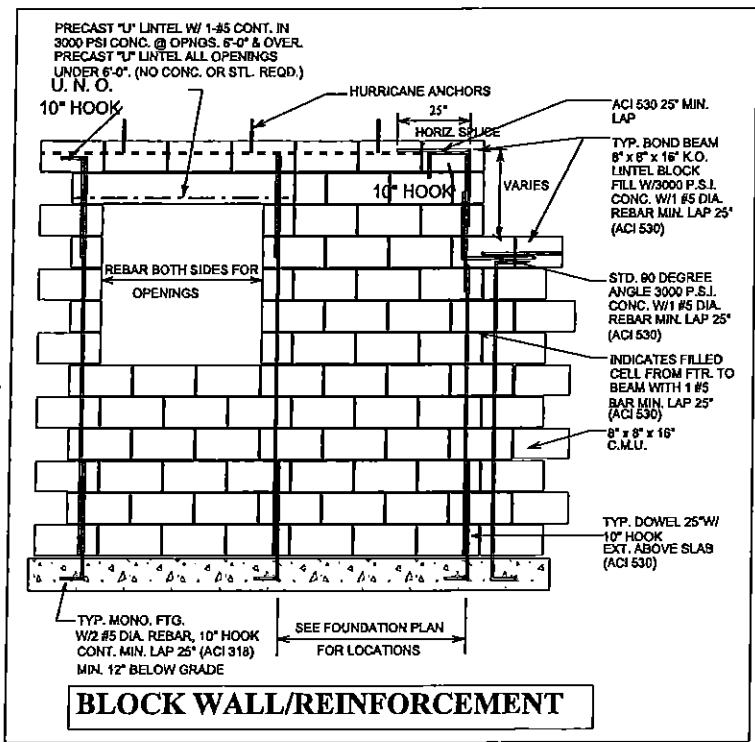 PRECAST "U" LINTEL W/ 1-#5 CONT. IN
3000 PSI CONC. @ OPNGS. 6'-0" & OVER.
PRECAST "U" LINTEL ALL OPENINGS
UNDER 6'-0". (NO CONC. OR STL. REQD.)
U. N. O.
10" HOOK
HURRICANE ANCHORS
25"
HORIZ. SPLICE
10" HOOK
VARIES
ACI 530 25" MIN.
LAP
TYP. BOND BEAM
8" x 8" x 16" K.O.
LINTEL BLOCK
FILL W/3000 P.S.I.
CONC. W/1 #5 DIA.
REBAR MIN. LAP 25"
(ACI 530)
REBAR BOTH SIDES FOR
OPENINGS
STD. 90 DEGREE
ANGLE 3000 P.S.I.
CONC. W/1 #5 DIA.
REBAR MIN. LAP 25"
(ACI 530)
INDICATES FILLED
CELL FROM FTR. TO
BEAM WITH 1 #5
BAR MIN. LAP 25"
(ACI 530)
8" x 8" x 16"
C.M.U.
TYP. DOWEL 25"W/
10" HOOK
EXT. ABOVE SLAB
(ACI 530)
TYP. MONO. FTG.
W/2 #5 DIA. REBAR, 10" HOOK
CONT. MIN. LAP 25" (ACI 318)
MIN. 12" BELOW GRADE
SEE FOUNDATION PLAN
FOR LOCATIONS
BLOCK WALL/REINFORCEMENT